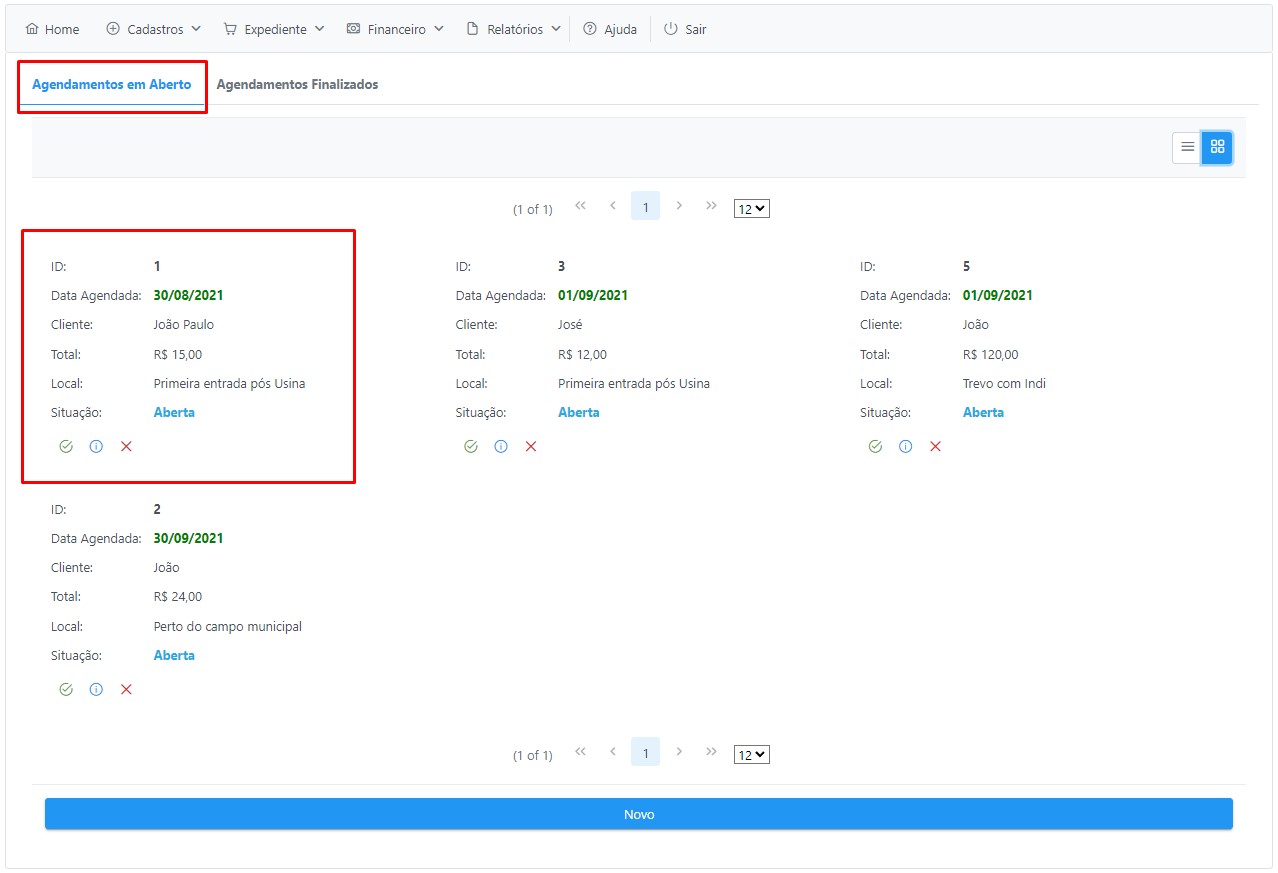 Home Cadastros Expediente Financeiro Relatórios Ajuda Sair
Agendamentos em Aberto Agendamentos Finalizados
(1 of 1) 1 12
ID: 1
Data Agendada: 30/08/2021
Cliente: João Paulo
Total: R$ 15,00
Local: Primeira entrada pós Usina
Situação: Aberta
ID: 3
Data Agendada: 01/09/2021
Cliente: José
Total: R$ 12,00
Local: Primeira entrada pós Usina
Situação: Aberta
ID: 5
Data Agendada: 01/09/2021
Cliente: João
Total: R$ 120,00
Local: Trevo com Indi
Situação: Aberta
ID: 2
Data Agendada: 30/09/2021
Cliente: João
Total: R$ 24,00
Local: Perto do campo municipal
Situação: Aberta
(1 of 1) 1 12
Novo